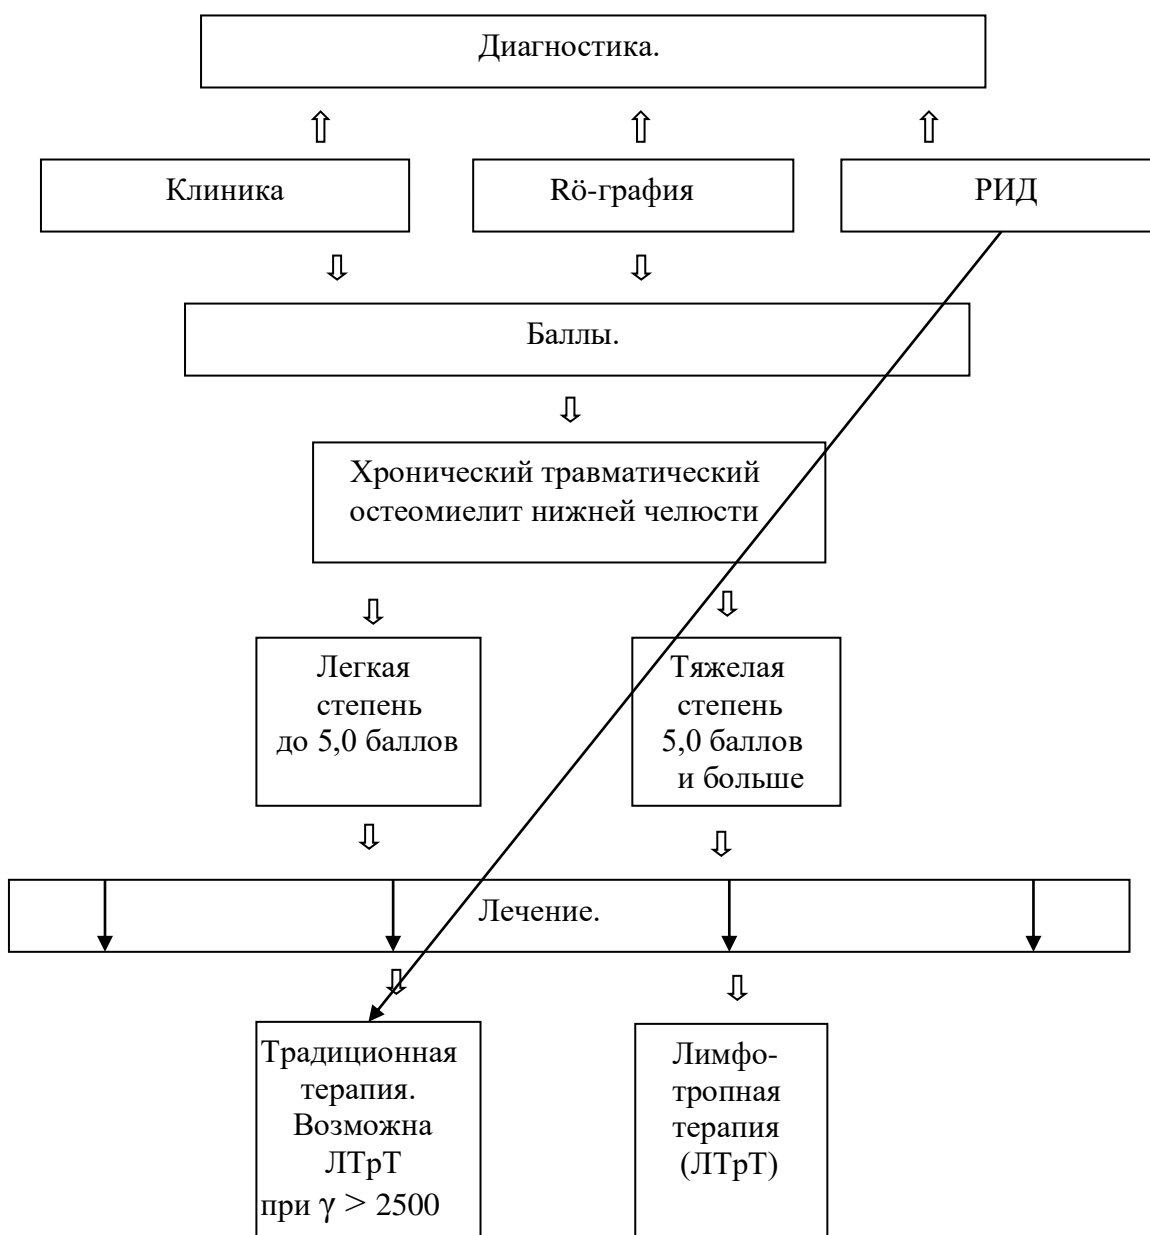 Диагностика.
Клиника
Rö-графия
РИД
Баллы.
Хронический травматический
остеомиелит нижней челюсти
Легкая
степень
до 5,0 баллов
Тяжелая
степень
5,0 баллов
и больше
Лечение.
Традиционная
терапия.
Возможна
ЛТрТ
при γ > 2500
Лимфо-
тропная
терапия
(ЛТрТ)